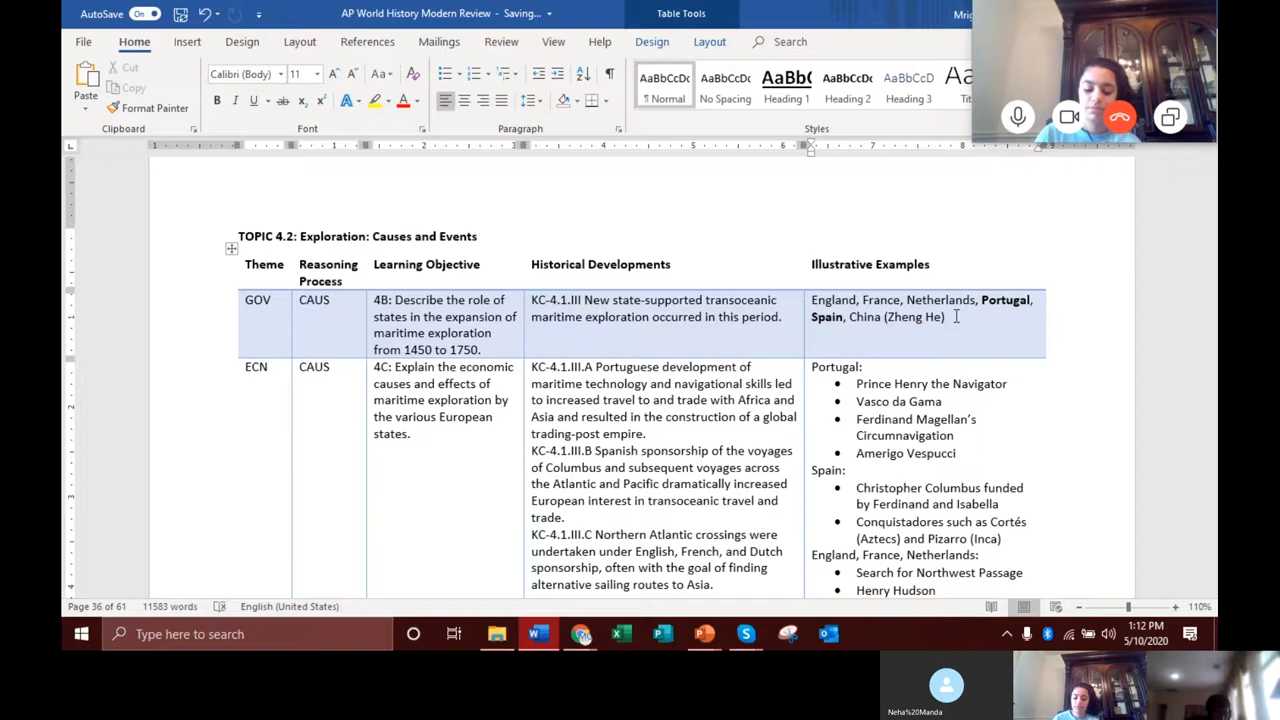 AutoSave On AP World History Modern Review - Saving... Table Tools Mrig
File Home Insert Design Layout References Mailings Review View Help Design Layout Search
Paste Cut Copy Format Painter
Calibri (Body) 11
AaBbCcDc AaBbCcDc AaBbCc AaBbCcD AaBbCcD
¶ Normal No Spacing Heading 1 Heading 2 Heading 3
Clipboard Font Paragraph Styles
TOPIC 4.2: Exploration: Causes and Events
Theme Reasoning Process Learning Objective Historical Developments Illustrative Examples
GOV
CAUS
4B: Describe the role of
states in the expansion of
maritime exploration
from 1450 to 1750.
KC-4.1.III New state-supported transoceanic
maritime exploration occurred in this period.
England, France, Netherlands, Portugal,
Spain, China (Zheng He)
ECN
CAUS
4C: Explain the economic
causes and effects of
maritime exploration by
the various European
states.
KC-4.1.III.A Portuguese development of
maritime technology and navigational skills led
to increased travel to and trade with Africa and
Asia and resulted in the construction of a global
trading-post empire.
KC-4.1.III.B Spanish sponsorship of the voyages
of Columbus and subsequent voyages across
the Atlantic and Pacific dramatically increased
European interest in transoceanic travel and
trade.
KC-4.1.III.C Northern Atlantic crossings were
undertaken under English, French, and Dutch
sponsorship, often with the goal of finding
alternative sailing routes to Asia.
Portugal:
• Prince Henry the Navigator
• Vasco da Gama
• Ferdinand Magellan's
Circumnavigation
• Amerigo Vespucci
Spain:
• Christopher Columbus funded
by Ferdinand and Isabella
• Conquistadores such as Cortés
(Aztecs) and Pizarro (Inca)
England, France, Netherlands:
• Search for Northwest Passage
• Henry Hudson
Page 36 of 61 11583 words English (United States) 110%
Type here to search
1:12 PM
5/10/2020
Neha%20Manda